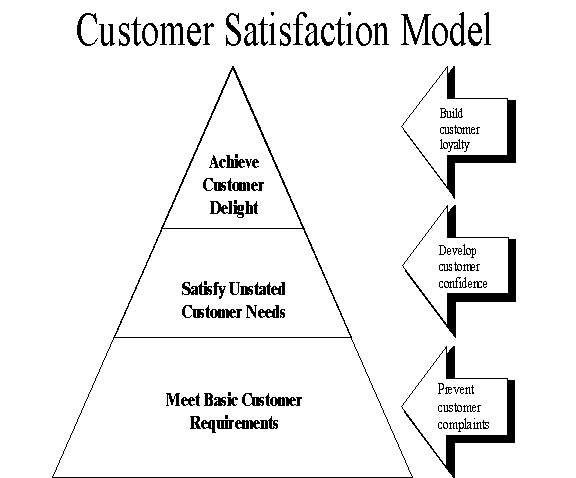 Customer Satisfaction Model
Achieve
Customer
Delight
Build
customer
loyalty
Satisfy Unstated
Customer Needs
Develop
customer
confidence
Meet Basic Customer
Requirements
Prevent
customer
complaints